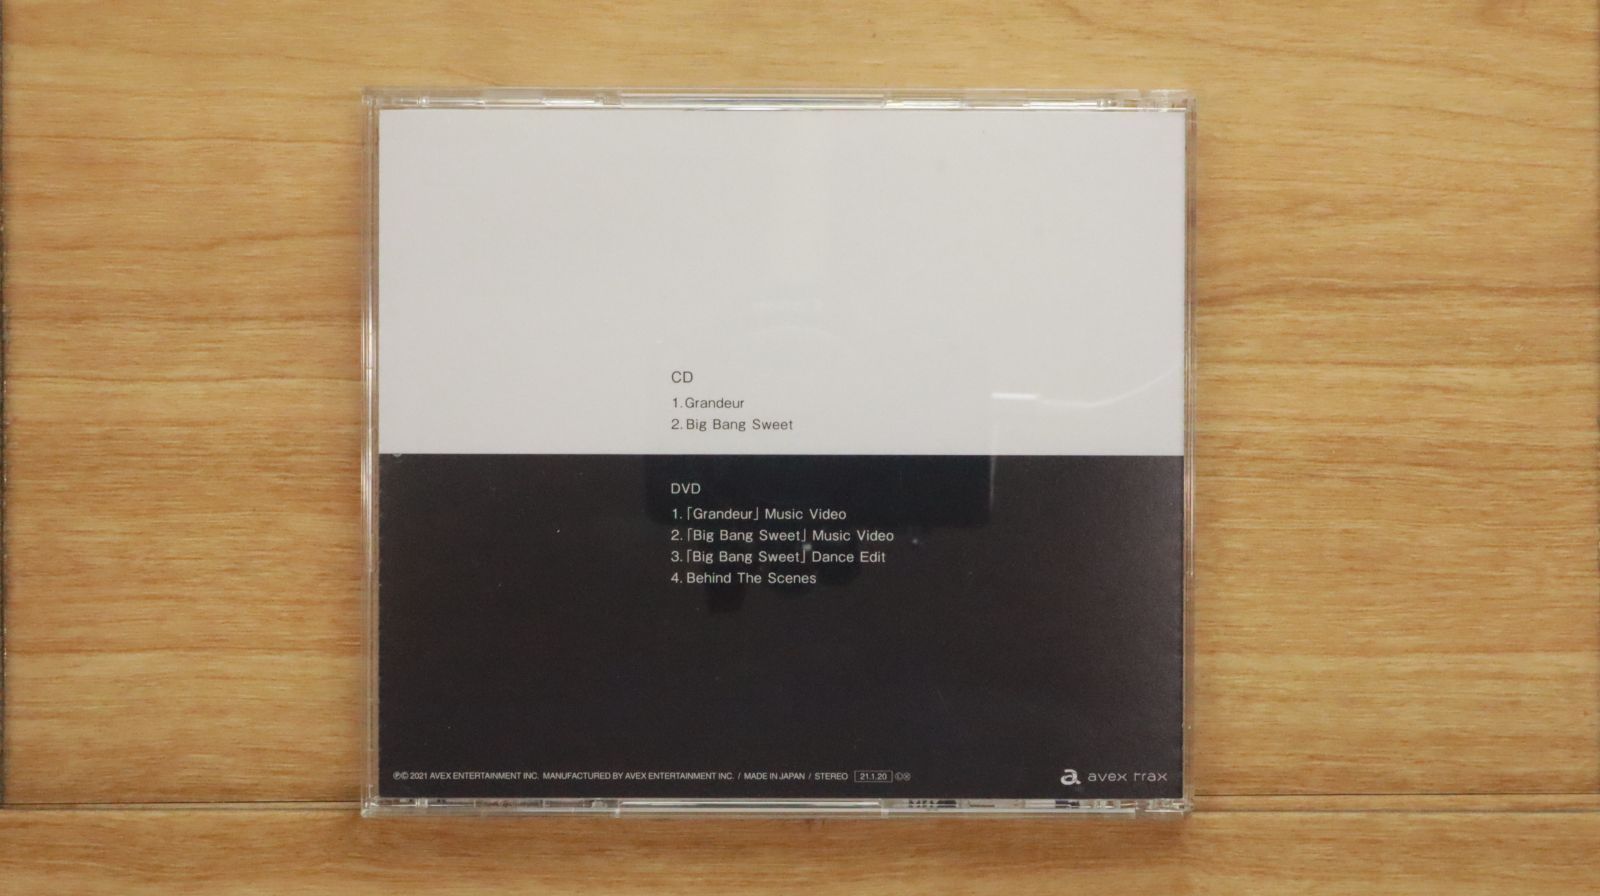 CD
1.Grandeur
2.Big Bang Sweet
DVD
1.「Grandeur」Music Video
2.「Big Bang Sweet」Music Video
3.「Big Bang Sweet」Dance Edit
4.Behind The Scenes
℗© 2021 AVEX ENTERTAINMENT INC. MANUFACTURED BY AVEX ENTERTAINMENT INC. / MADE IN JAPAN / STEREO 21.1.20 ⓁⓍ
a avex trax